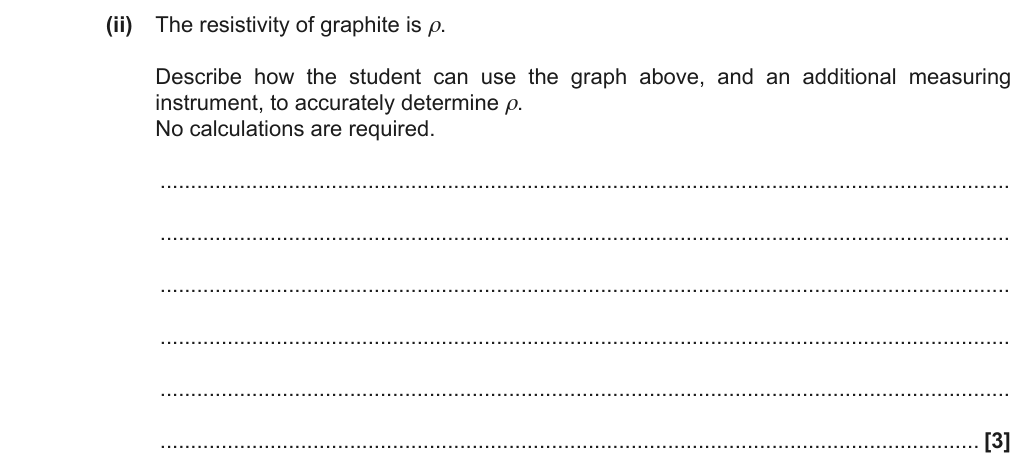 (ii) The resistivity of graphite is ρ.
Describe how the student can use the graph above, and an additional measuring
instrument, to accurately determine ρ.
No calculations are required.
[3]